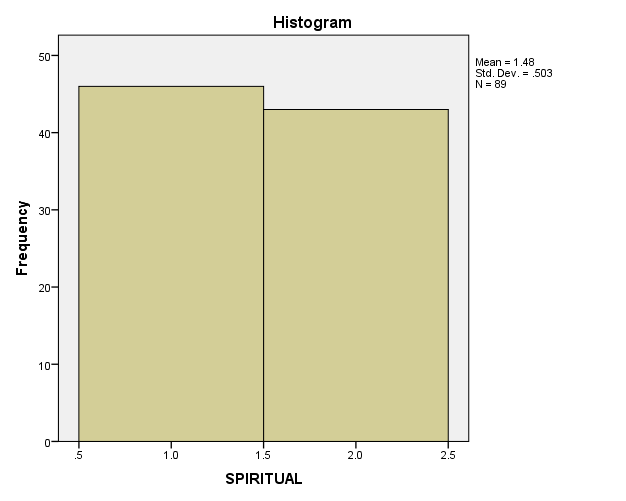 Histogram
50
40
30
20
10
0
Frequency
.5
1.0
1.5
2.0
2.5
SPIRITUAL
Mean = 1.48
Std. Dev. = .503
N = 89